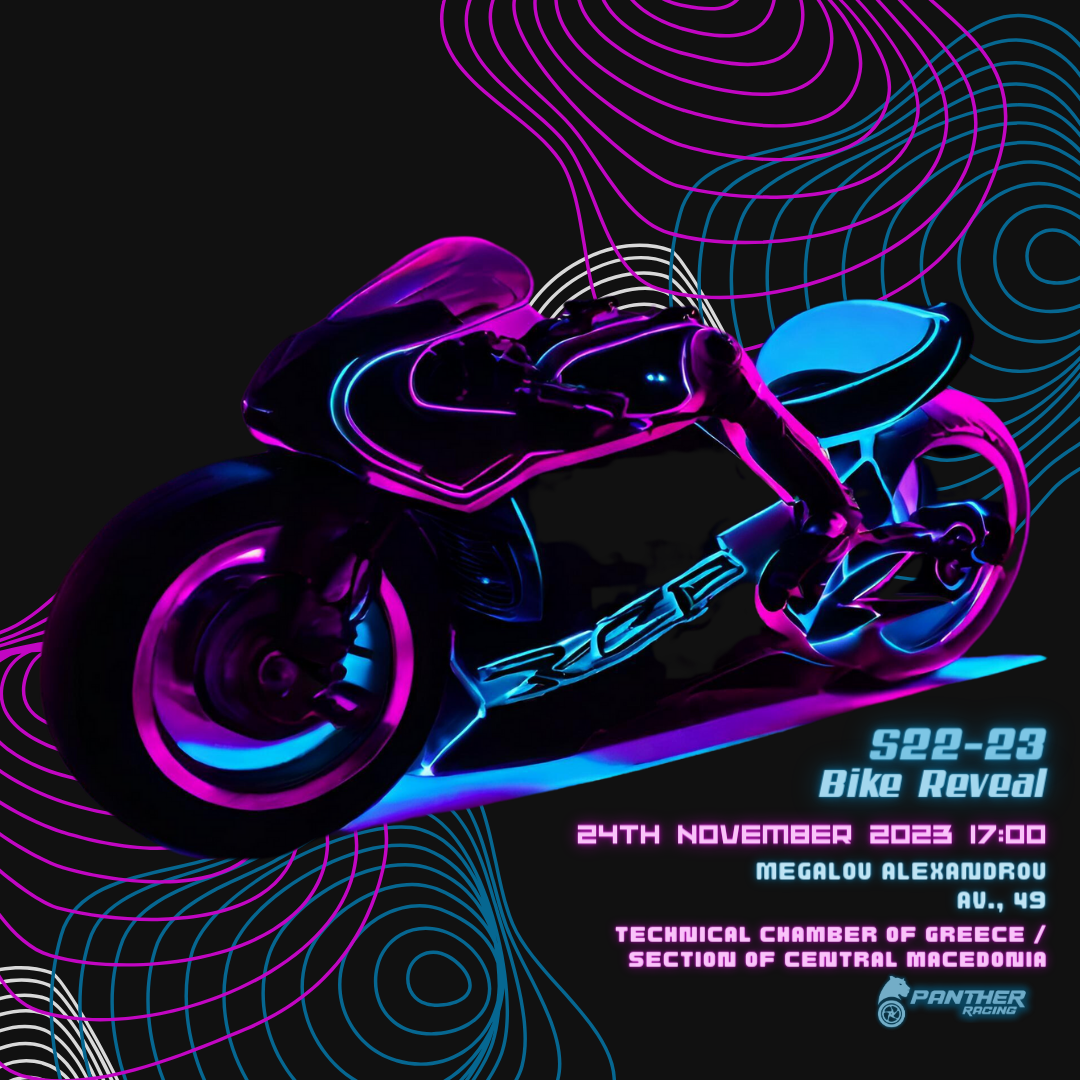 S22-23
Bike Reveal
24TH NOVEMBER 2023 17:00
MEGALOU ALEXANDROU
AV., 49
TECHNICAL CHAMBER OF GREECE /
SECTION OF CENTRAL MACEDONIA
PANTHER
RACING